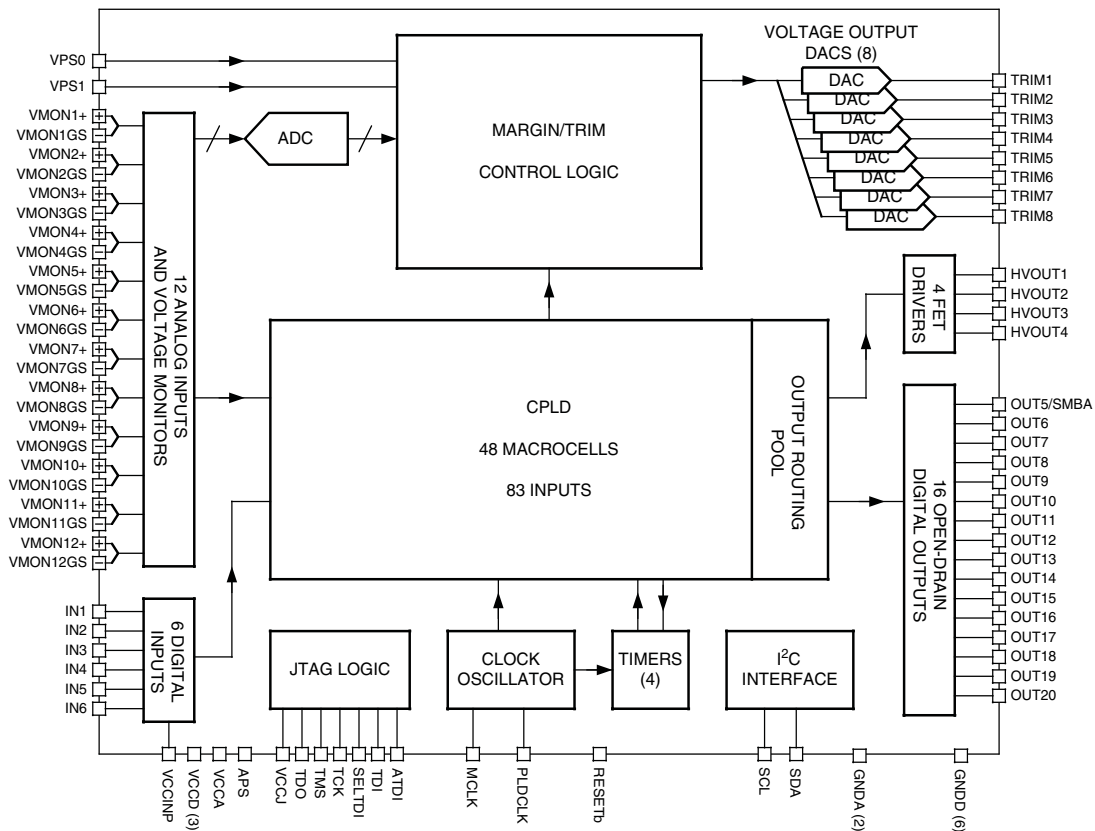 VOLTAGE OUTPUT
DACS (8)
VPS0
VPS1
VMON1+
VMON1GS
VMON2+
VMON2GS
VMON3+
VMON3GS
VMON4+
VMON4GS
VMON5+
VMON5GS
VMON6+
VMON6GS
VMON7+
VMON7GS
VMON8+
VMON8GS
VMON9+
VMON9GS
VMON10+
VMON10GS
VMON11+
VMON11GS
VMON12+
VMON12GS
12 ANALOG INPUTS
AND VOLTAGE MONITORS
ADC
MARGIN/TRIM
CONTROL LOGIC
DAC
DAC
DAC
DAC
DAC
DAC
DAC
DAC
TRIM1
TRIM2
TRIM3
TRIM4
TRIM5
TRIM6
TRIM7
TRIM8
4 FET
DRIVERS
HVOUT1
HVOUT2
HVOUT3
HVOUT4
CPLD
48 MACROCELLS
83 INPUTS
OUTPUT ROUTING
POOL
16 OPEN-DRAIN
DIGITAL OUTPUTS
OUT5/SMBA
OUT6
OUT7
OUT8
OUT9
OUT10
OUT11
OUT12
OUT13
OUT14
OUT15
OUT16
OUT17
OUT18
OUT19
OUT20
IN1
IN2
IN3
IN4
IN5
IN6
6 DIGITAL
INPUTS
JTAG LOGIC
CLOCK
OSCILLATOR
TIMERS
(4)
I²C
INTERFACE
VCCINP
VCCD (3)
VCCA
APS
VCCJ
TDO
TMS
TCK
SELTDI
TDI
ATDI
MCLK
PLDCLK
RESETb
SCL
SDA
GNDA (2)
GNDD (6)